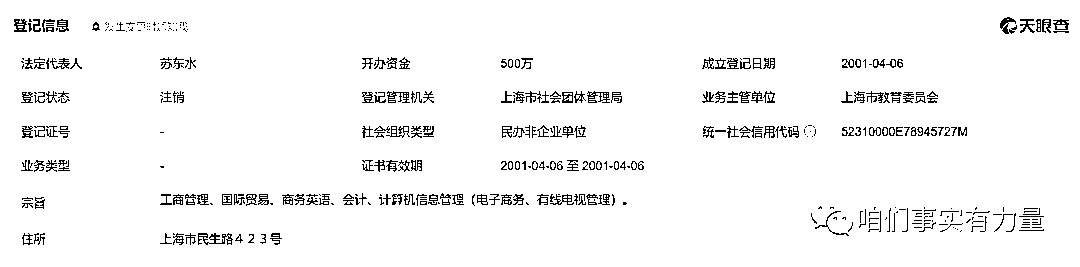 登记信息 天眼查
法定代表人 苏东水 开办资金 500万 成立登记日期 2001-04-06
登记状态 注销 登记管理机关 上海市社会团体管理局 业务主管单位 上海市教育委员会
登记证号 - 社会组织类型 民办非企业单位 统一社会信用代码 52310000E78945727M
业务类型 - 证书有效期 2001-04-06 至 2001-04-06
宗旨 工商管理、国际贸易、商务英语、会计、计算机信息管理（电子商务、有线电视管理）。
咱们事实有力量
住所 上海市民生路４２３号